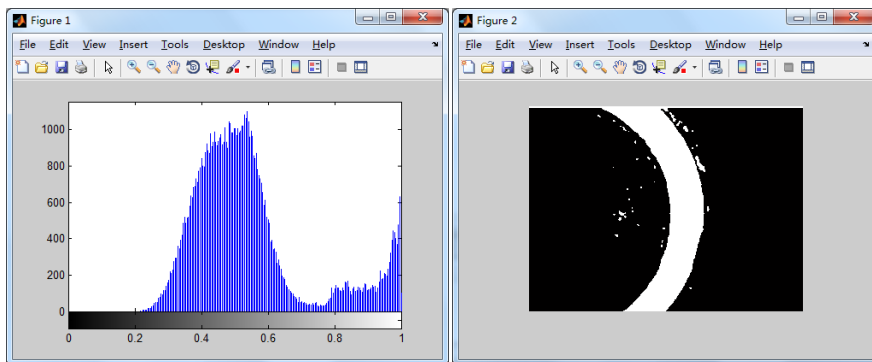 Figure 1
File Edit View Insert Tools Desktop Window Help
1000
800
600
400
200
0
0 0.2 0.4 0.6 0.8 1
Figure 2
File Edit View Insert Tools Desktop Window Help